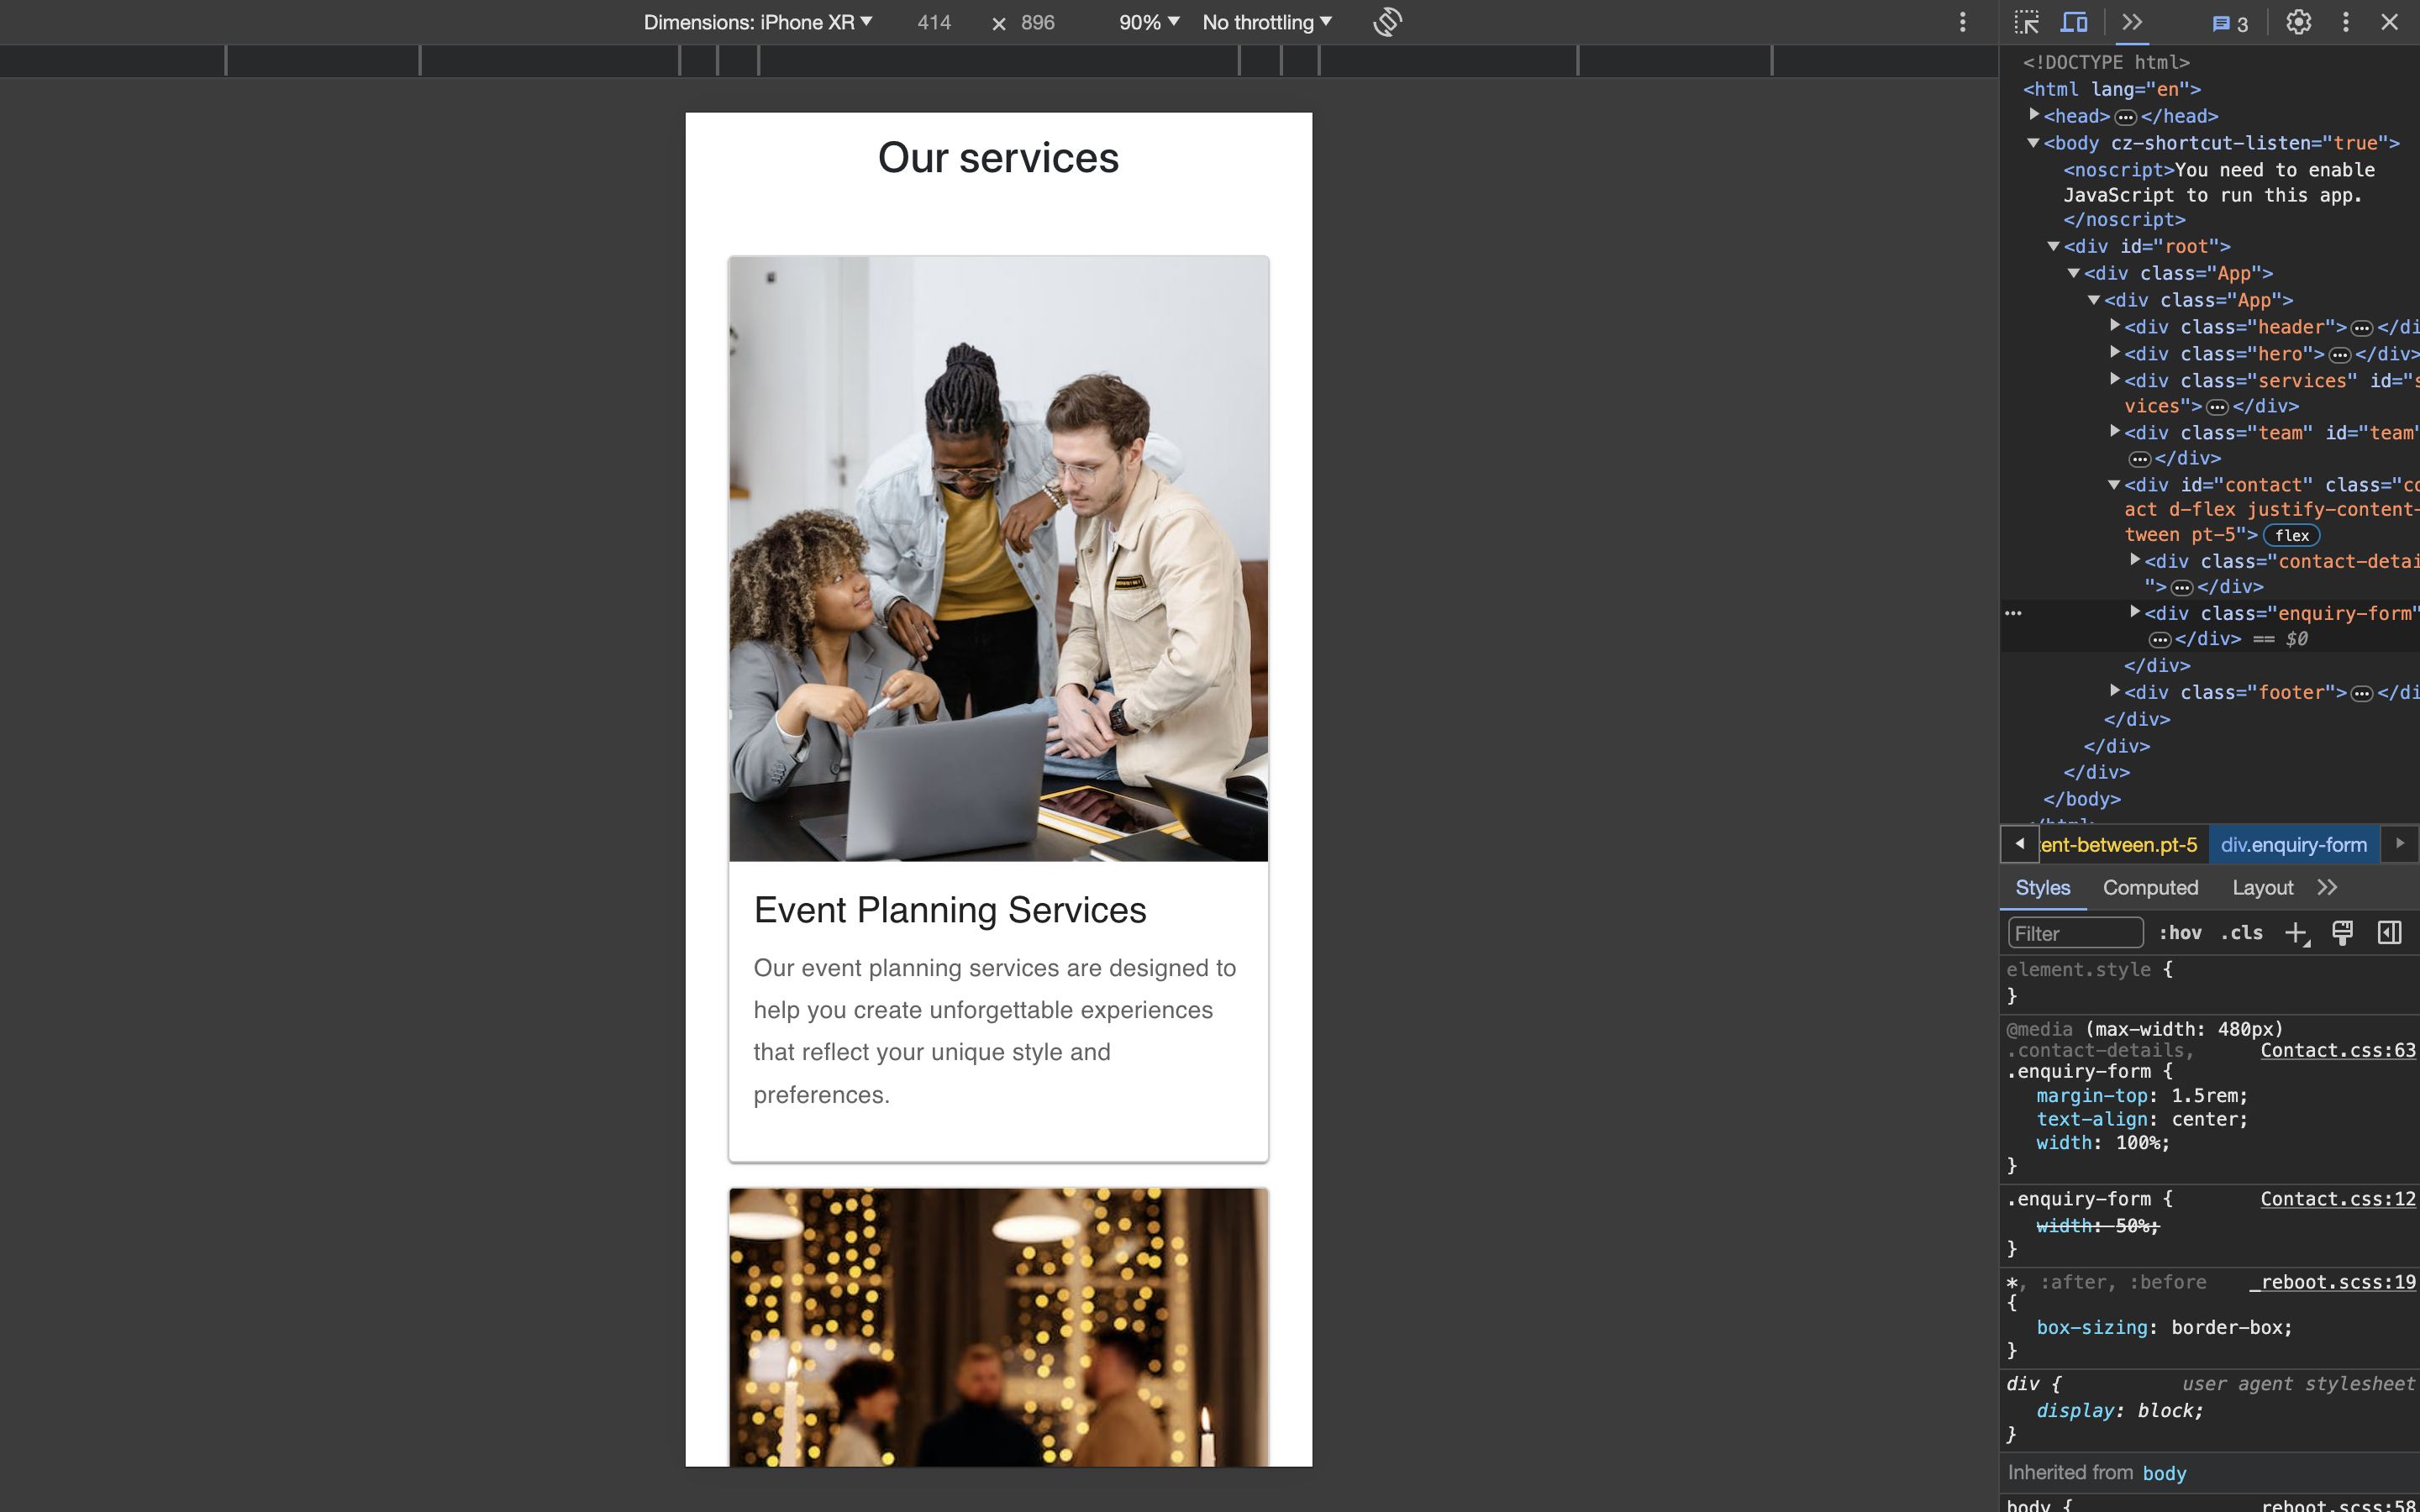 Dimensions: iPhone XR 414 × 896 90% No throttling 3
Our services
Event Planning Services
Our event planning services are designed to
help you create unforgettable experiences
that reflect your unique style and
preferences.
<!DOCTYPE html>
<html lang="en">
<head>…</head>
<body cz-shortcut-listen="true">
<noscript>You need to enable
JavaScript to run this app.
</noscript>
<div id="root">
<div class="App">
<div class="App">
<div class="header">…</di
<div class="hero">…</div>
<div class="services" id="s
vices">…</div>
<div class="team" id="team"
…</div>
<div id="contact" class="co
act d-flex justify-content-
tween pt-5"> flex
<div class="contact-detai
">…</div>
… <div class="enquiry-form"
…</div> == $0
</div>
<div class="footer">…</di
</div>
</div>
</div>
</body>
</html>
ent-between.pt-5 div.enquiry-form
Styles Computed Layout
Filter :hov .cls
element.style {
}
@media (max-width: 480px)
.contact-details, Contact.css:63
.enquiry-form {
margin-top: 1.5rem;
text-align: center;
width: 100%;
}
.enquiry-form { Contact.css:12
width: 50%;
}
*, :after, :before _reboot.scss:19
{
box-sizing: border-box;
}
div { user agent stylesheet
display: block;
}
Inherited from body
body { reboot.scss:58